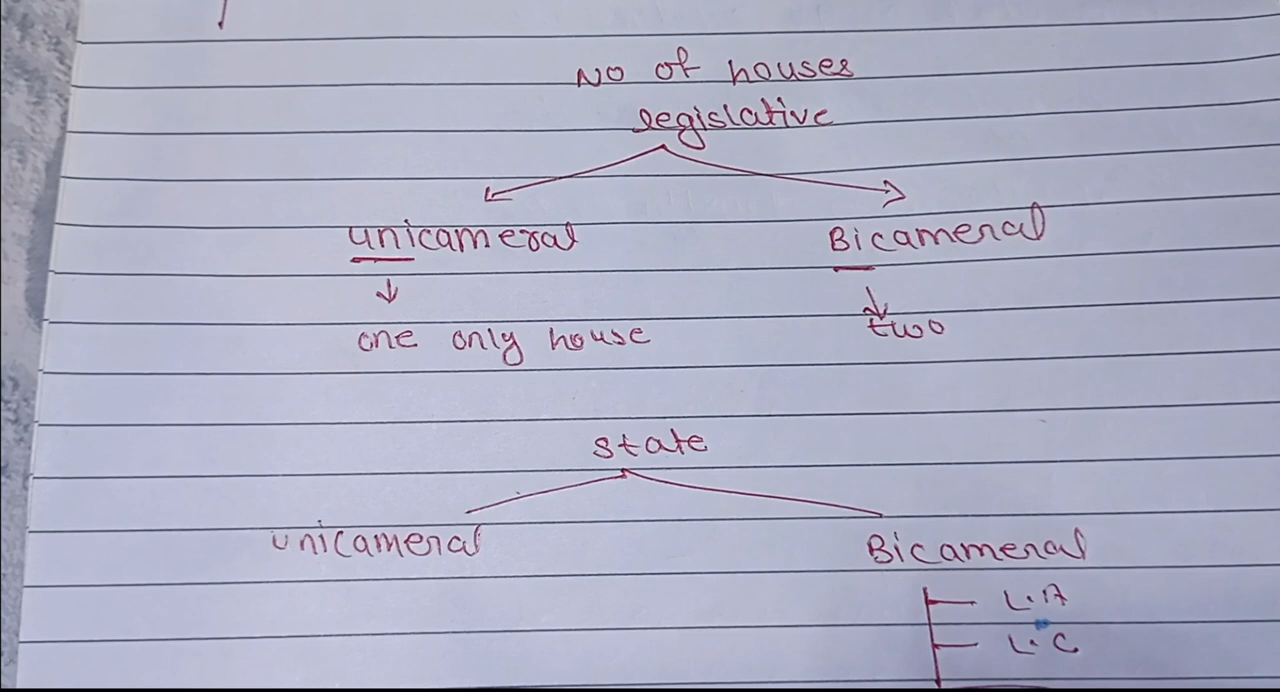 No of houses
legislative
unicameral Bicameral
one only house two
state
unicameral Bicameral
L.A
L.C